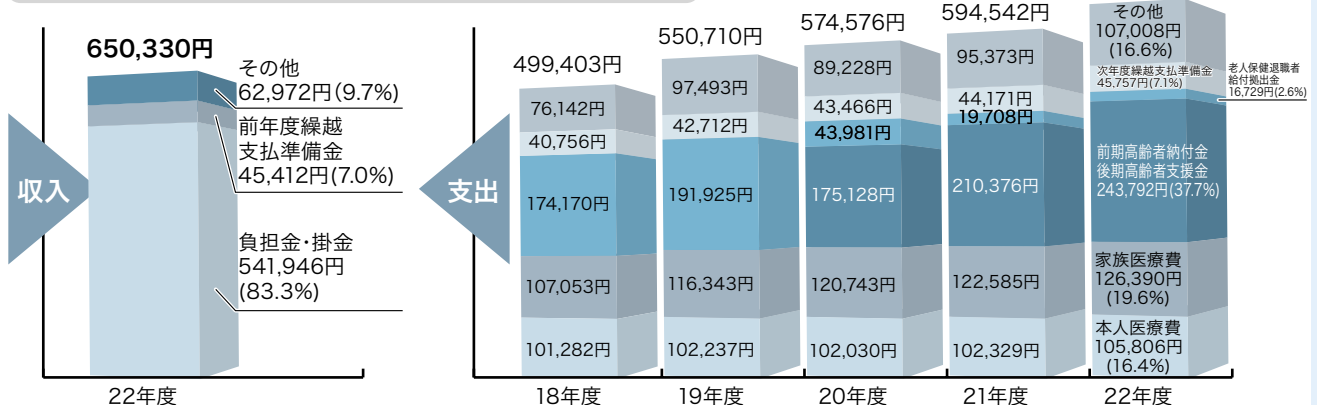 収入
650,330円
その他
62,972円(9.7%)
前年度繰越
支払準備金
45,412円(7.0%)
負担金・掛金
541,946円
(83.3%)
22年度
支出
499,403円
76,142円
40,756円
174,170円
107,053円
101,282円
18年度
550,710円
97,493円
42,712円
191,925円
116,343円
102,237円
19年度
574,576円
89,228円
43,466円
43,981円
175,128円
120,743円
102,030円
20年度
594,542円
95,373円
44,171円
19,708円
210,376円
122,585円
102,329円
21年度
その他
107,008円
(16.6%)
次年度繰越支払準備金
45,757円(7.1%)
老人保健退職者
給付拠出金
16,729円(2.6%)
前期高齢者納付金
後期高齢者支援金
243,792円(37.7%)
家族医療費
126,390円
(19.6%)
本人医療費
105,806円
(16.4%)
22年度